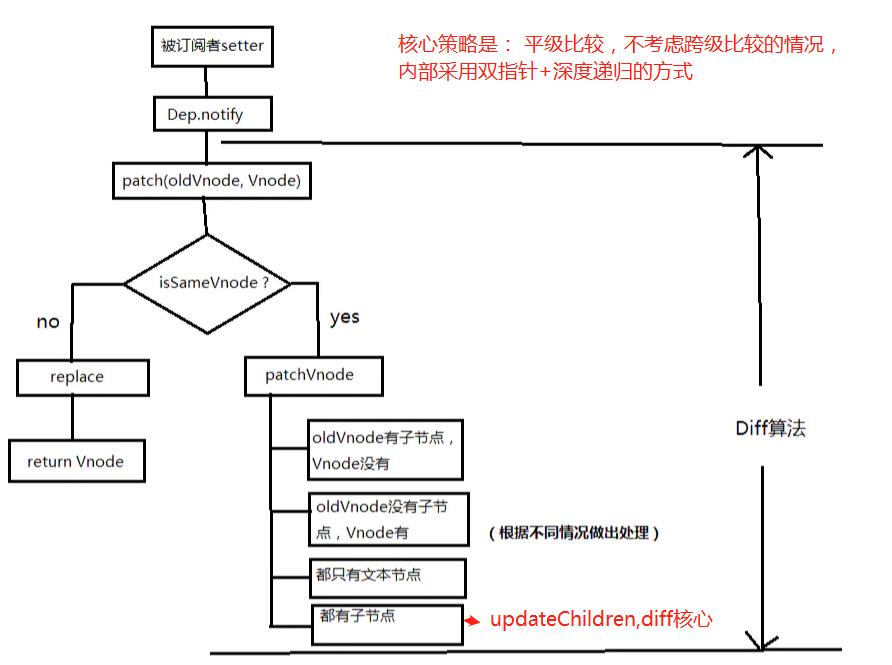 被订阅者setter
核心策略是： 平级比较，不考虑跨级比较的情况，
内部采用双指针+深度递归的方式
Dep.notify
patch(oldVnode, Vnode)
isSameVnode ?
no
yes
replace
patchVnode
return Vnode
oldVnode有子节点，
Vnode没有
oldVnode没有子节
点，Vnode有
（根据不同情况做出处理）
都只有文本节点
都有子节点
updateChildren,diff核心
Diff算法